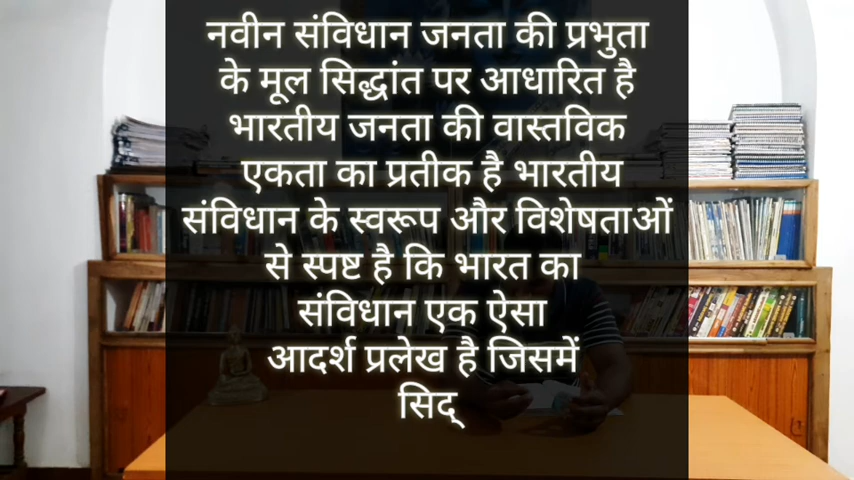 नवीन संविधान जनता की प्रभुता
के मूल सिद्धांत पर आधारित है
भारतीय जनता की वास्तविक
एकता का प्रतीक है भारतीय
संविधान के स्वरूप और विशेषताओं
से स्पष्ट है कि भारत का
संविधान एक ऐसा
आदर्श प्रलेख है जिसमें
सिद्